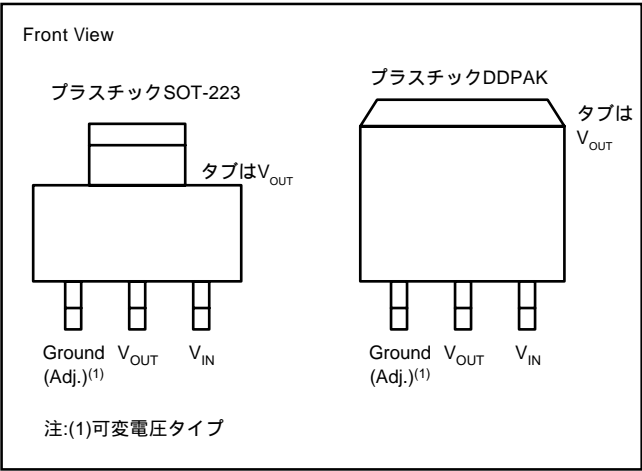 Front View
プラスチックSOT-223
タブはVOUT
Ground VOUT VIN
(Adj.)(1)
プラスチックDDPAK
タブは
VOUT
Ground VOUT VIN
(Adj.)(1)
注:(1)可変電圧タイプ